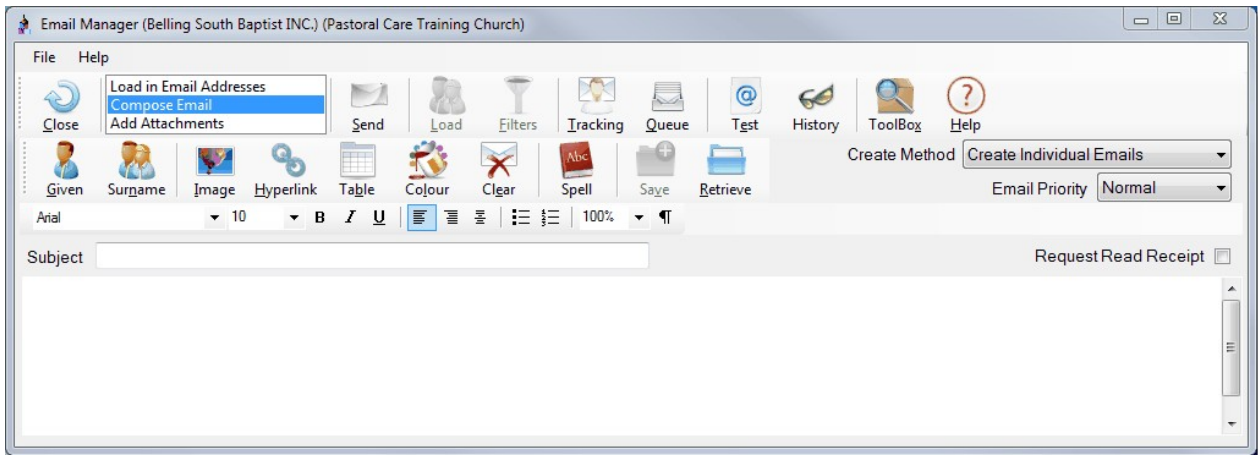 Email Manager (Belling South Baptist INC.) (Pastoral Care Training Church)
File Help
Load in Email Addresses
Compose Email
Add Attachments
Close Send Load Filters Tracking Queue Test History ToolBox Help
Create Method Create Individual Emails
Abc
Given Surname Image Hyperlink Table Colour Clear Spell Save Retrieve
Email Priority Normal
Arial 10 B I U 100% ¶
Subject Request Read Receipt